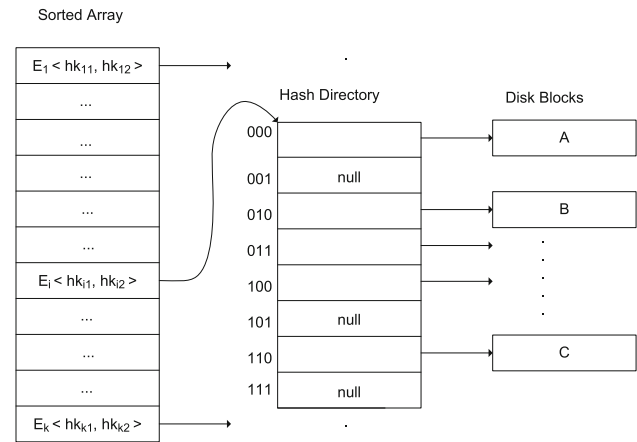 Sorted Array
E1 < hk11, hk12 >
...
...
...
...
...
Ei < hki1, hki2 >
...
...
...
Ek < hkk1, hkk2 >
Hash Directory
000
001 null
010
011
100
101 null
110
111 null
Disk Blocks
A
B
C